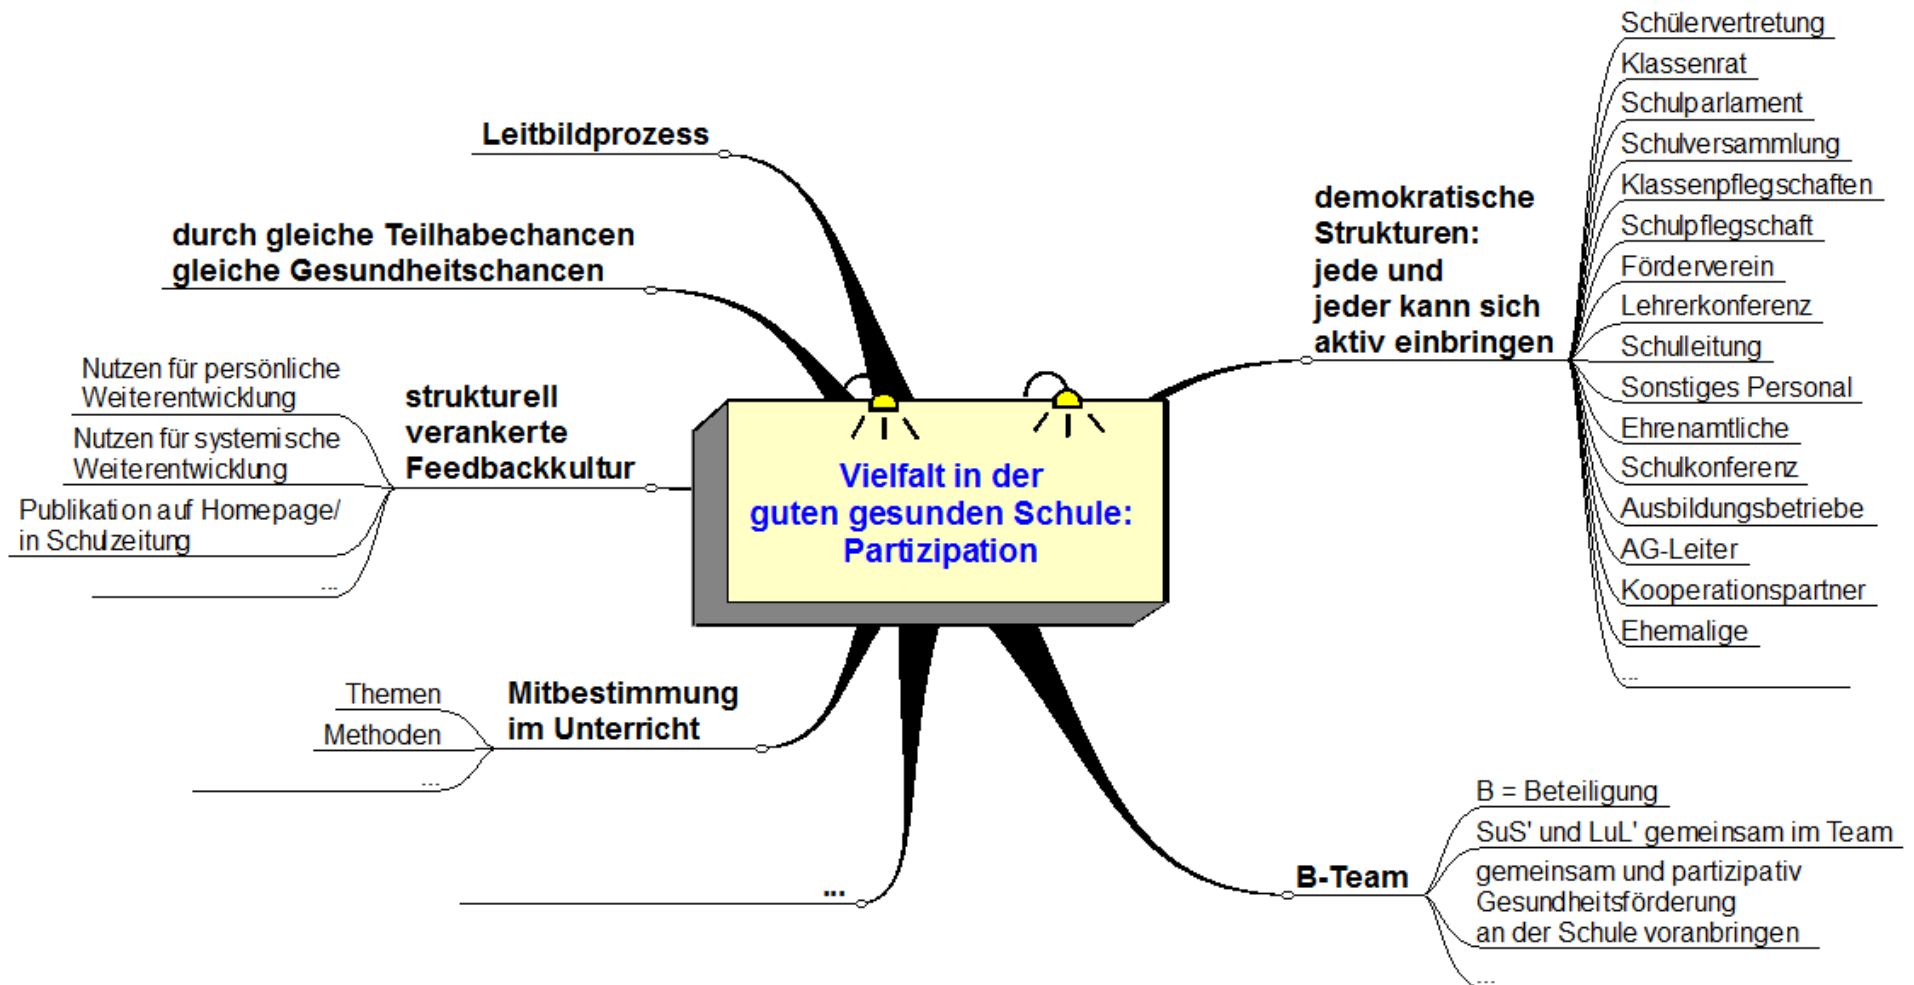 Vielfalt in der
guten gesunden Schule:
Partizipation
Leitbildprozess
durch gleiche Teilhabechancen
gleiche Gesundheitschancen
strukturell
verankerte
Feedbackkultur
Nutzen für persönliche
Weiterentwicklung
Nutzen für systemische
Weiterentwicklung
Publikation auf Homepage/
in Schulzeitung
...
Mitbestimmung
im Unterricht
Themen
Methoden
...
...
demokratische
Strukturen:
jede und
jeder kann sich
aktiv einbringen
Schülervertretung
Klassenrat
Schulparlament
Schulversammlung
Klassenpflegschaften
Schulpflegschaft
Förderverein
Lehrerkonferenz
Schulleitung
Sonstiges Personal
Ehrenamtliche
Schulkonferenz
Ausbildungsbetriebe
AG-Leiter
Kooperationspartner
Ehemalige
...
B-Team
B = Beteiligung
SuS' und LuL' gemeinsam im Team
gemeinsam und partizipativ
Gesundheitsförderung
an der Schule voranbringen
...